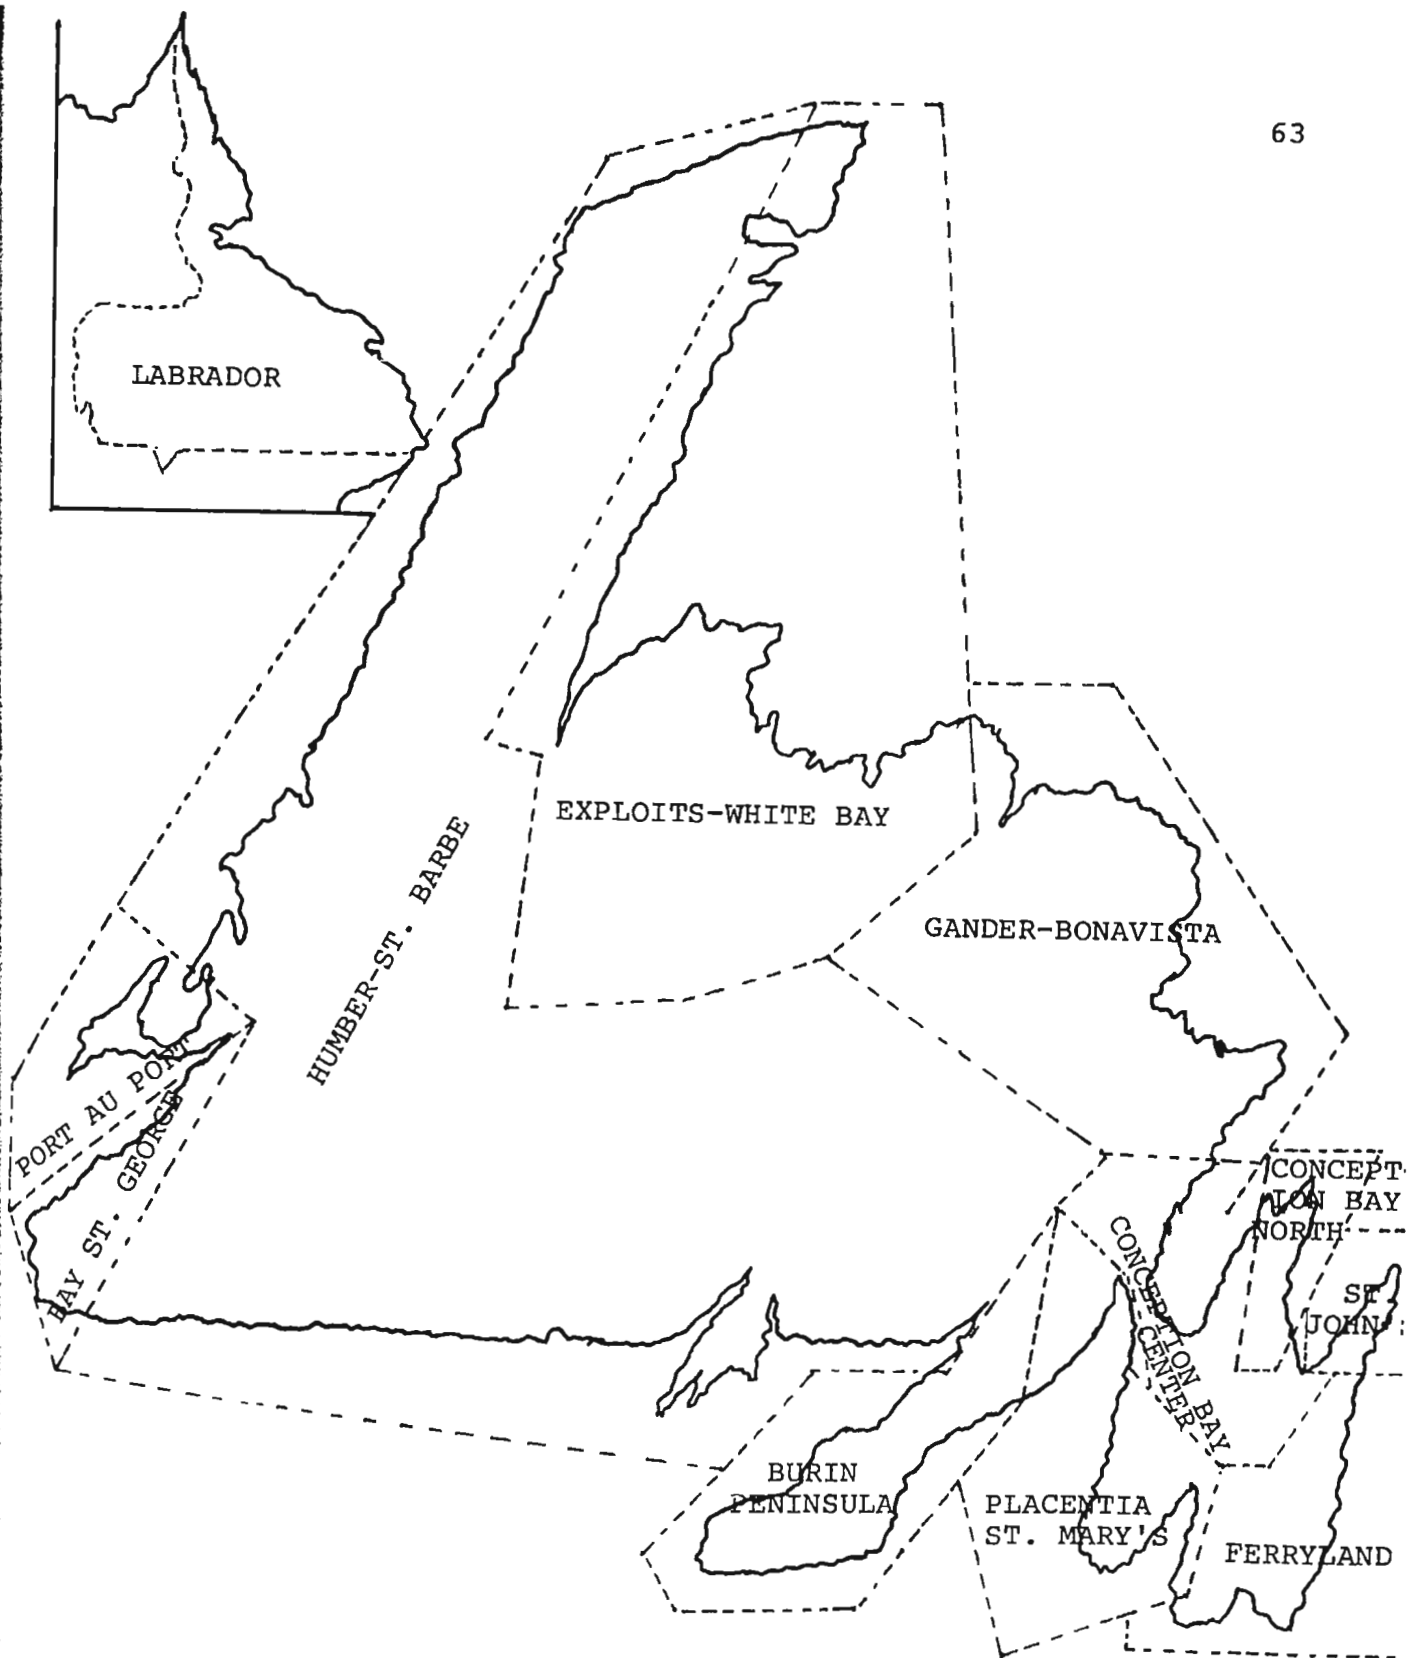 63
LABRADOR
EXPLOITS-WHITE BAY
HUMBER-ST. BARBE
GANDER-BONAVISTA
PORT AU PORT
BAY ST. GEORGE
CONCEPT-
ION BAY
NORTH
CONCEPTION BAY
CENTER
ST
JOHN'S
BURIN
PENINSULA
PLACENTIA
ST. MARY'S
FERRYLAND